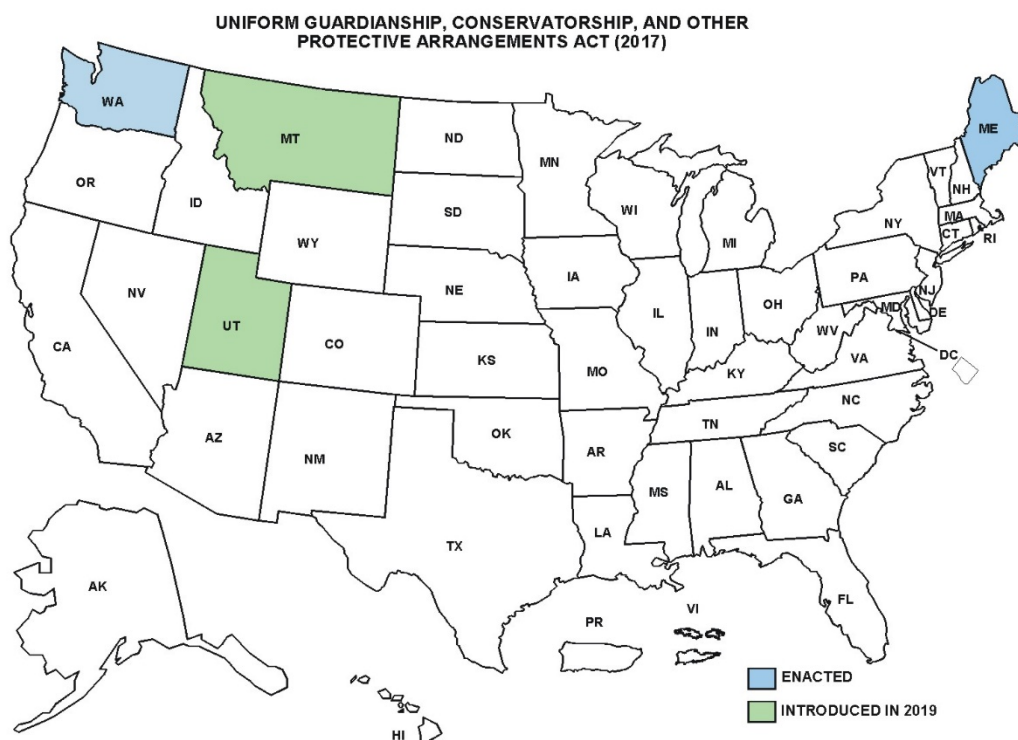 UNIFORM GUARDIANSHIP, CONSERVATORSHIP, AND OTHER
PROTECTIVE ARRANGEMENTS ACT (2017)
WA
MT
ND
MN
ME
OR
ID
SD
WI
MI
VT
NH
NY
MA
CT
RI
WY
IA
NE
PA
NJ
NV
UT
CO
IL
IN
OH
MD
DE
WV
DC
CA
KS
MO
KY
VA
AZ
NM
OK
AR
TN
NC
SC
MS
AL
GA
TX
LA
AK
FL
PR
VI
HI
ENACTED
INTRODUCED IN 2019